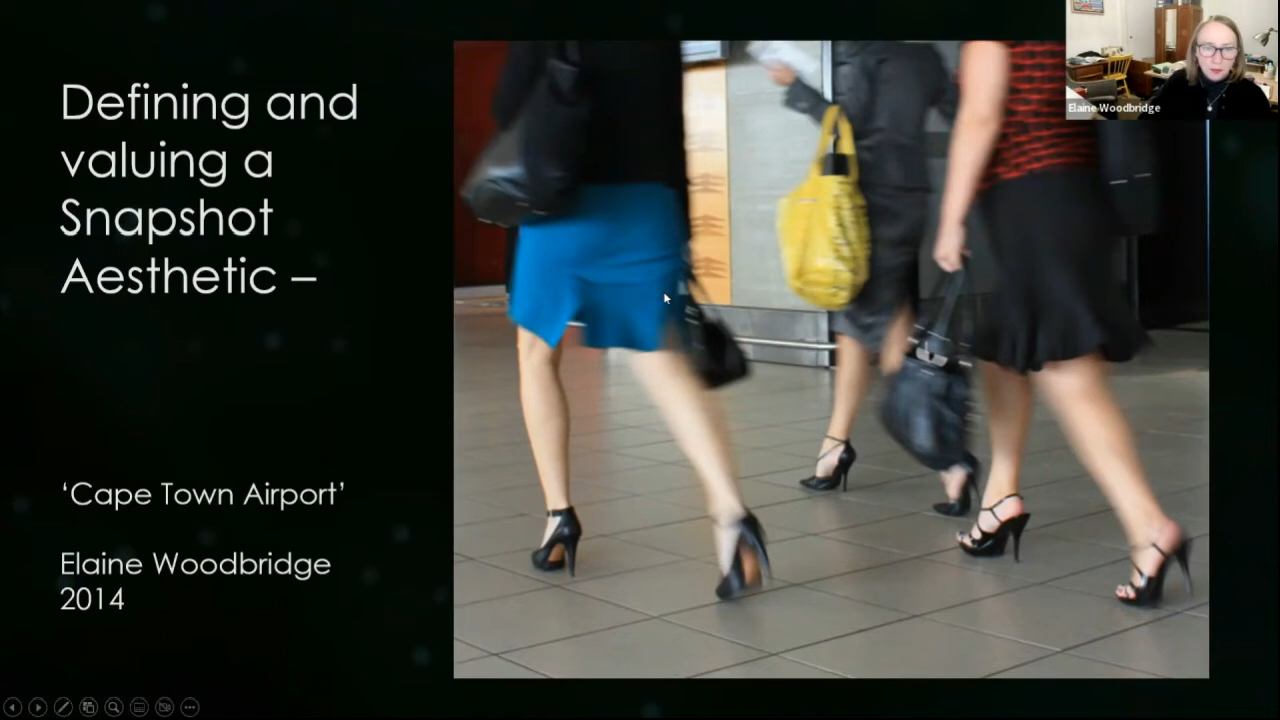 Defining and
valuing a
Snapshot
Aesthetic –
‘Cape Town Airport’
Elaine Woodbridge
2014
Elaine Woodbridge